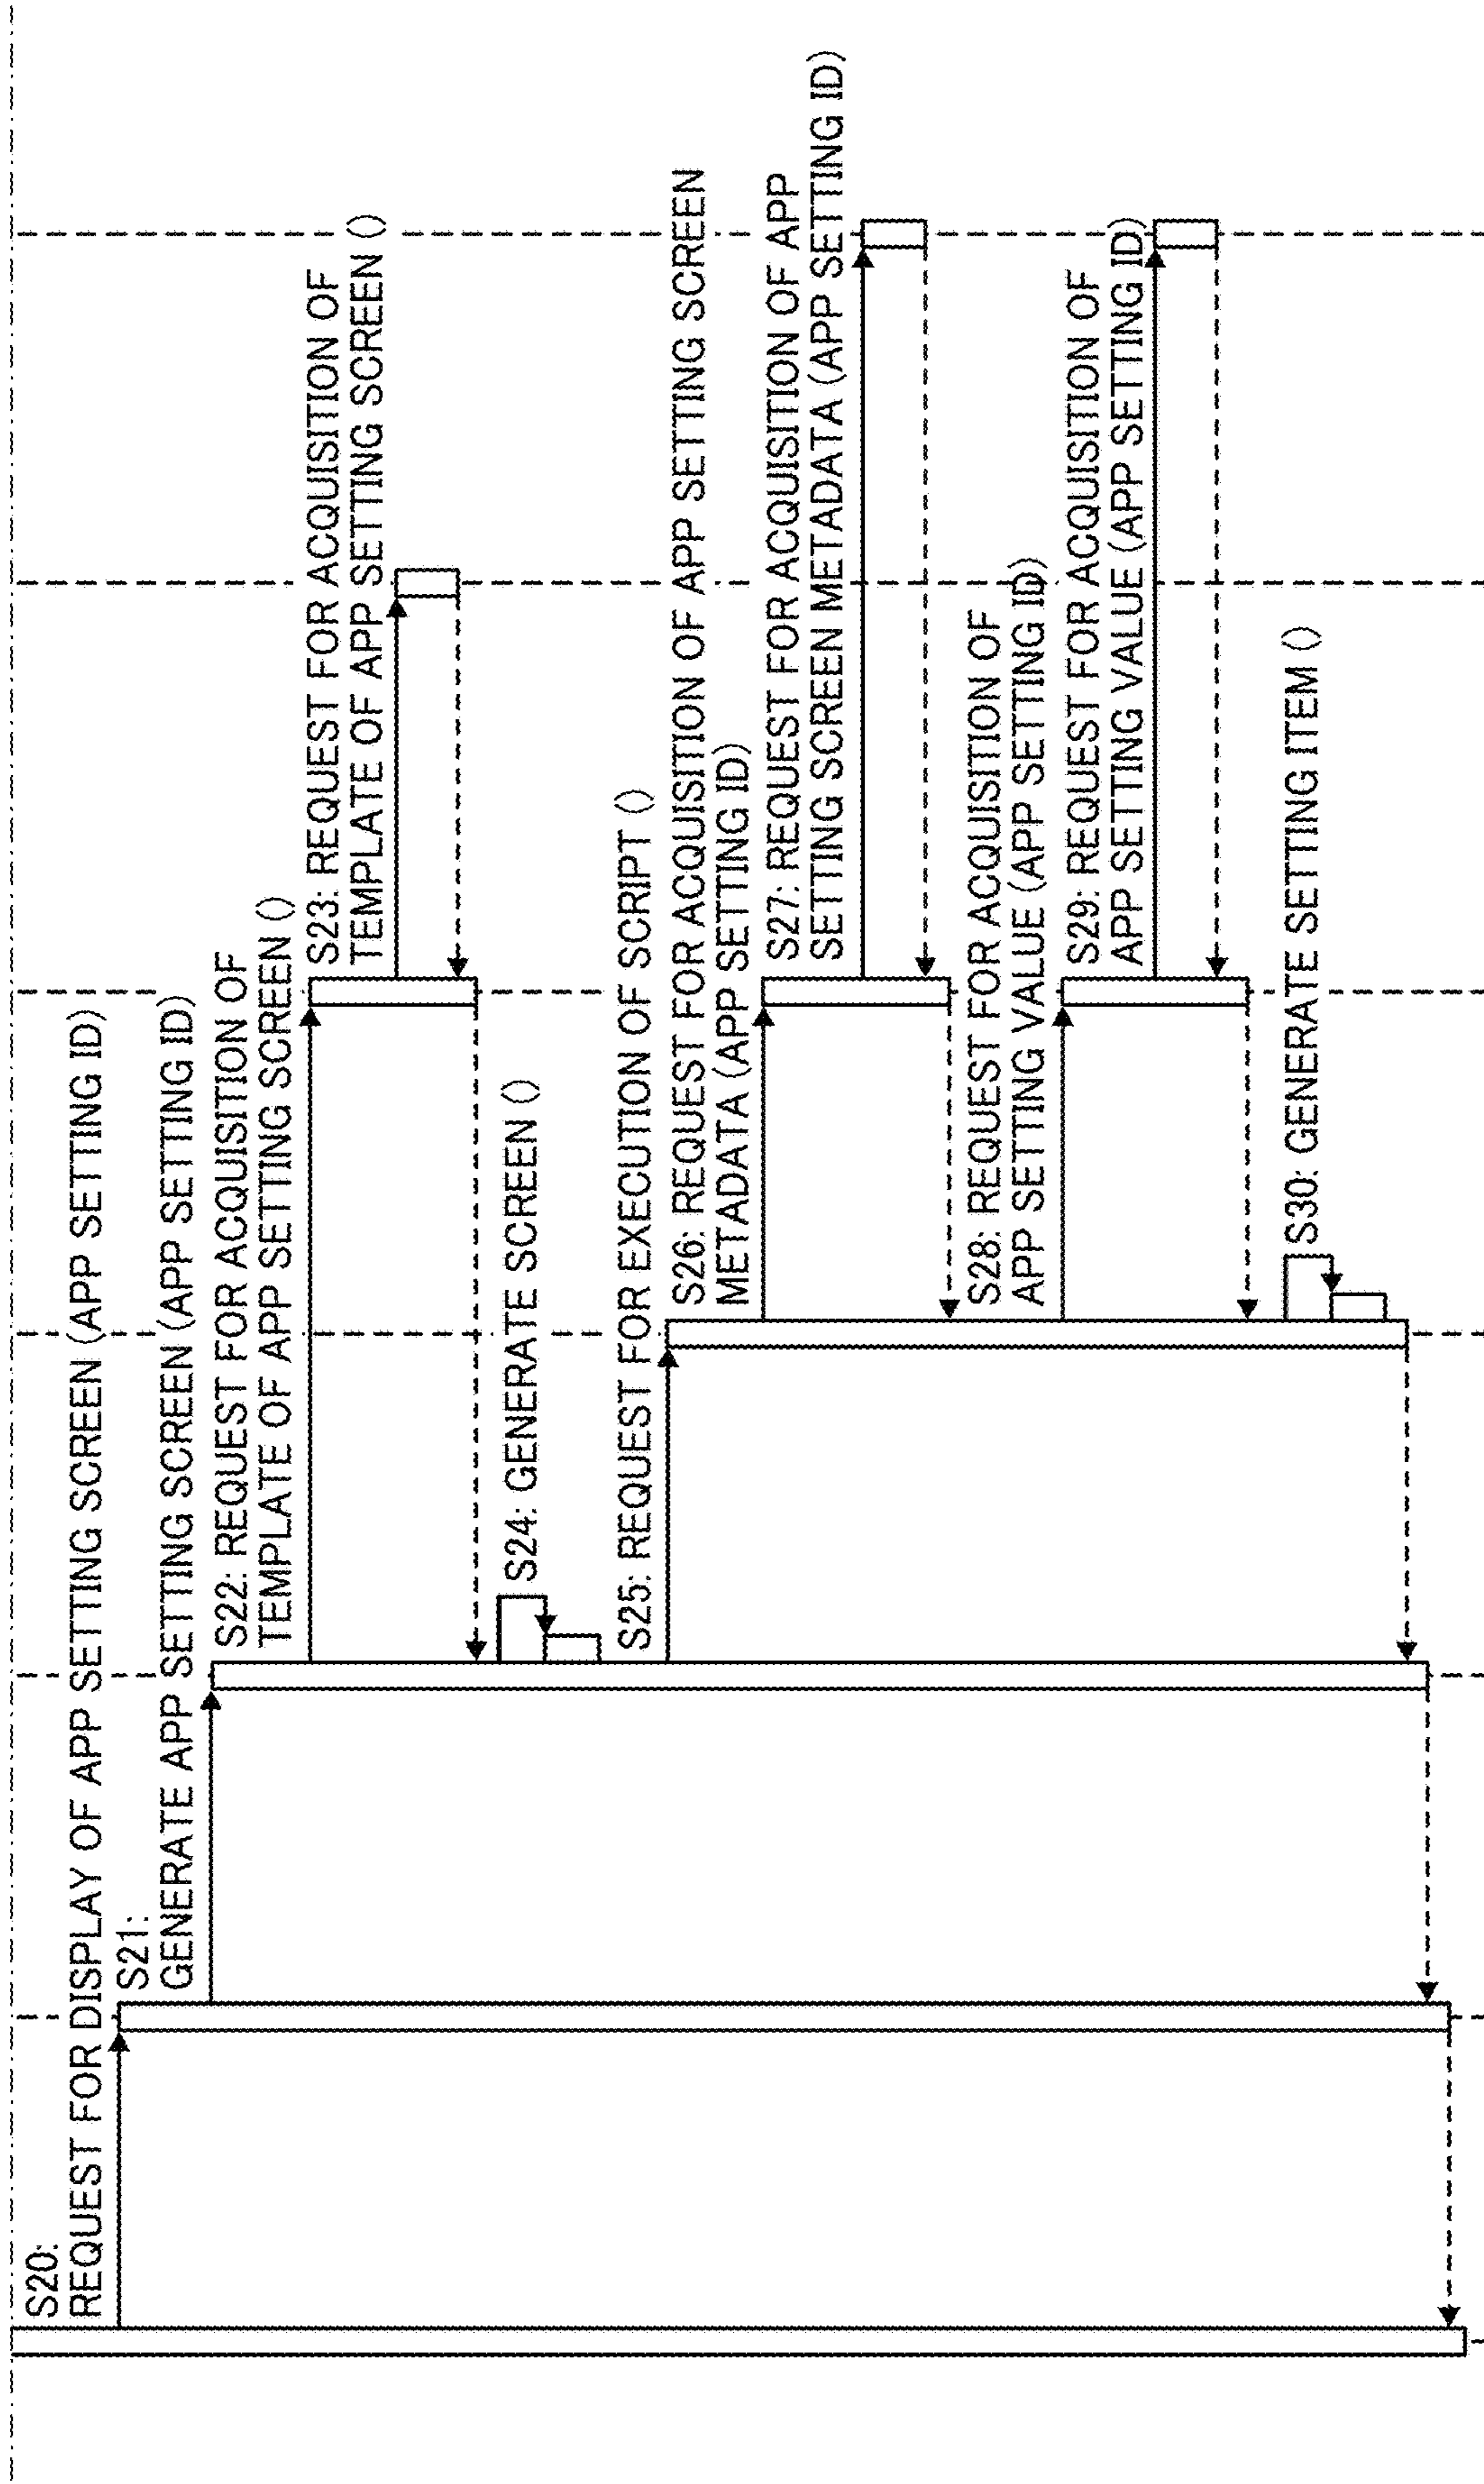 S20:
REQUEST FOR DISPLAY OF APP SETTING SCREEN (APP SETTING ID)
S21:
GENERATE APP SETTING SCREEN (APP SETTING ID)
S22: REQUEST FOR ACQUISITION OF
TEMPLATE OF APP SETTING SCREEN ()
S23: REQUEST FOR ACQUISITION OF
TEMPLATE OF APP SETTING SCREEN ()
S24: GENERATE SCREEN ()
S25: REQUEST FOR EXECUTION OF SCRIPT ()
S26: REQUEST FOR ACQUISITION OF APP SETTING SCREEN
METADATA (APP SETTING ID)
S27: REQUEST FOR ACQUISITION OF APP
SETTING SCREEN METADATA (APP SETTING ID)
S28: REQUEST FOR ACQUISITION OF
APP SETTING VALUE (APP SETTING ID)
S29: REQUEST FOR ACQUISITION OF
APP SETTING VALUE (APP SETTING ID)
S30: GENERATE SETTING ITEM ()